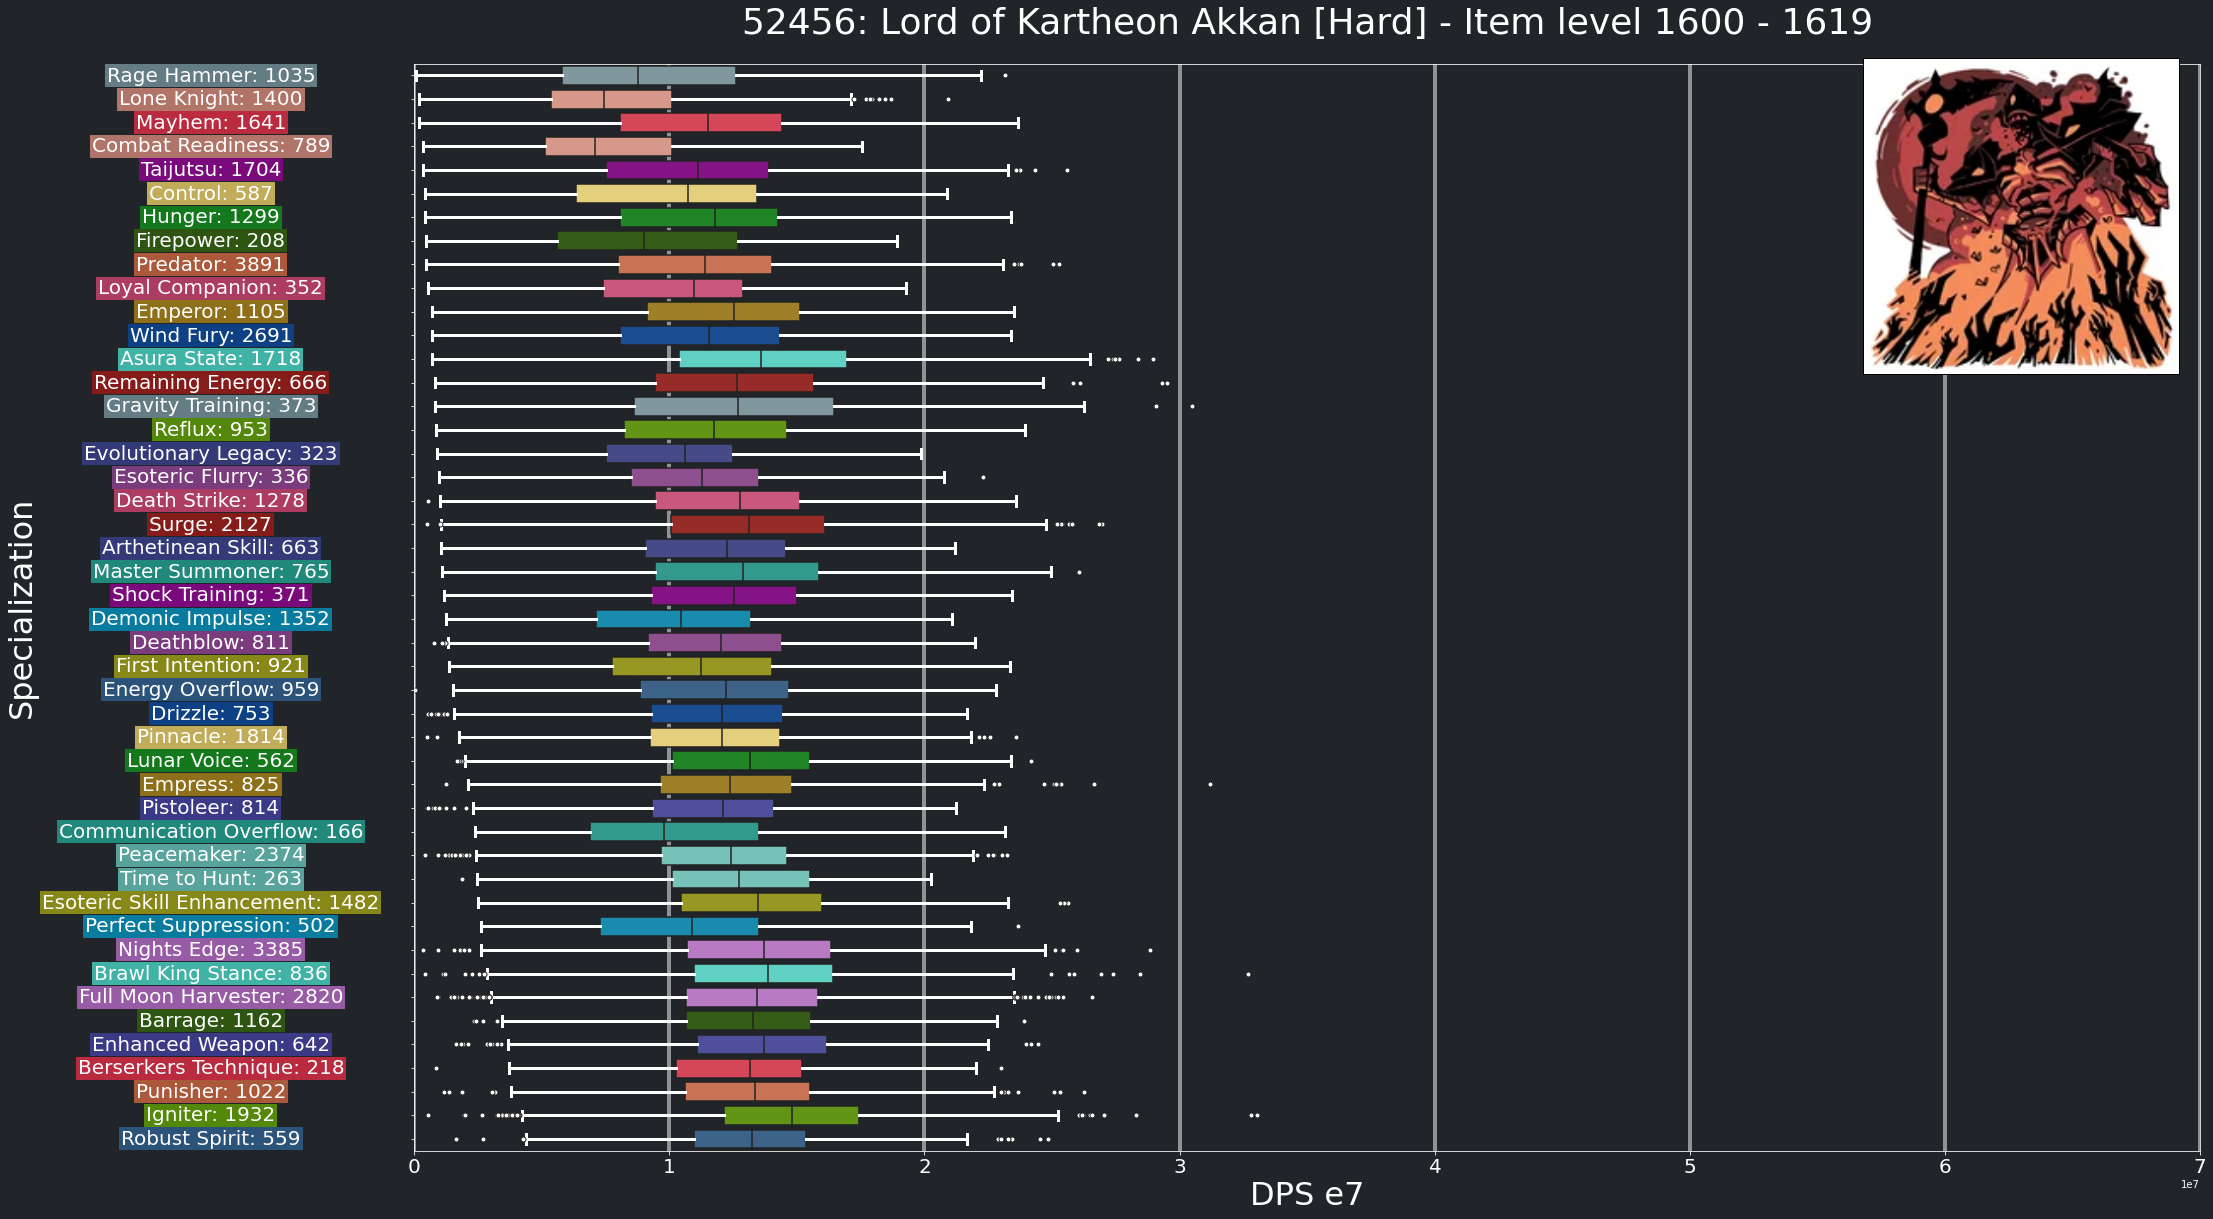 52456: Lord of Kartheon Akkan [Hard] - Item level 1600 - 1619
Specialization
Rage Hammer: 1035
Lone Knight: 1400
Mayhem: 1641
Combat Readiness: 789
Taijutsu: 1704
Control: 587
Hunger: 1299
Firepower: 208
Predator: 3891
Loyal Companion: 352
Emperor: 1105
Wind Fury: 2691
Asura State: 1718
Remaining Energy: 666
Gravity Training: 373
Reflux: 953
Evolutionary Legacy: 323
Esoteric Flurry: 336
Death Strike: 1278
Surge: 2127
Arthetinean Skill: 663
Master Summoner: 765
Shock Training: 371
Demonic Impulse: 1352
Deathblow: 811
First Intention: 921
Energy Overflow: 959
Drizzle: 753
Pinnacle: 1814
Lunar Voice: 562
Empress: 825
Pistoleer: 814
Communication Overflow: 166
Peacemaker: 2374
Time to Hunt: 263
Esoteric Skill Enhancement: 1482
Perfect Suppression: 502
Nights Edge: 3385
Brawl King Stance: 836
Full Moon Harvester: 2820
Barrage: 1162
Enhanced Weapon: 642
Berserkers Technique: 218
Punisher: 1022
Igniter: 1932
Robust Spirit: 559
0 1 2 3 4 5 6 7
1e7
DPS e7